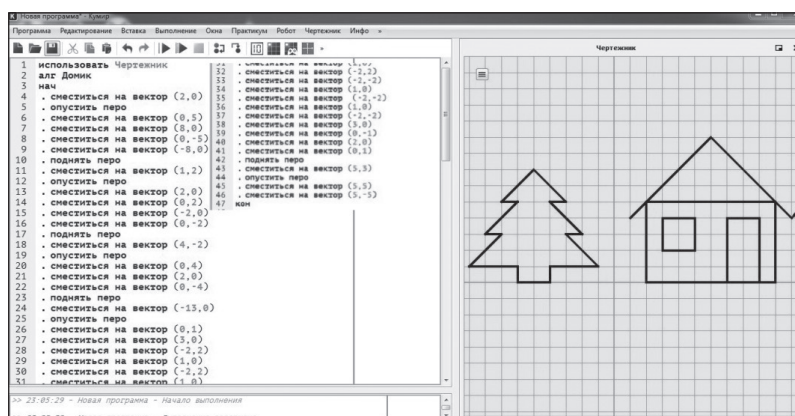 Новая программа* - Кумир
Программа Редактирование Вставка Выполнение Окна Практикум Робот Чертежник Инфо »
Чертежник
1 использовать Чертежник
2 алг Домик
3 нач
4 . сместиться на вектор (2,0)
5 . опустить перо
6 . сместиться на вектор (0,5)
7 . сместиться на вектор (8,0)
8 . сместиться на вектор (0,-5)
9 . сместиться на вектор (-8,0)
10 . поднять перо
11 . сместиться на вектор (1,2)
12 . опустить перо
13 . сместиться на вектор (2,0)
14 . сместиться на вектор (0,2)
15 . сместиться на вектор (-2,0)
16 . сместиться на вектор (0,-2)
17 . поднять перо
18 . сместиться на вектор (4,-2)
19 . опустить перо
20 . сместиться на вектор (0,4)
21 . сместиться на вектор (2,0)
22 . сместиться на вектор (0,-4)
23 . поднять перо
24 . сместиться на вектор (-13,0)
25 . опустить перо
26 . сместиться на вектор (0,1)
27 . сместиться на вектор (3,0)
28 . сместиться на вектор (-2,2)
29 . сместиться на вектор (1,0)
30 . сместиться на вектор (-2,2)
31 . сместиться на вектор (1,0)
32 . сместиться на вектор (-2,2)
33 . сместиться на вектор (-2,-2)
34 . сместиться на вектор (1,0)
35 . сместиться на вектор (-2,-2)
36 . сместиться на вектор (1,0)
37 . сместиться на вектор (-2,-2)
38 . сместиться на вектор (3,0)
39 . сместиться на вектор (0,-1)
40 . сместиться на вектор (2,0)
41 . сместиться на вектор (0,1)
42 . поднять перо
43 . сместиться на вектор (5,3)
44 . опустить перо
45 . сместиться на вектор (5,5)
46 . сместиться на вектор (5,-5)
47 кон
>> 23:05:29 - Новая программа - Начало выполнения